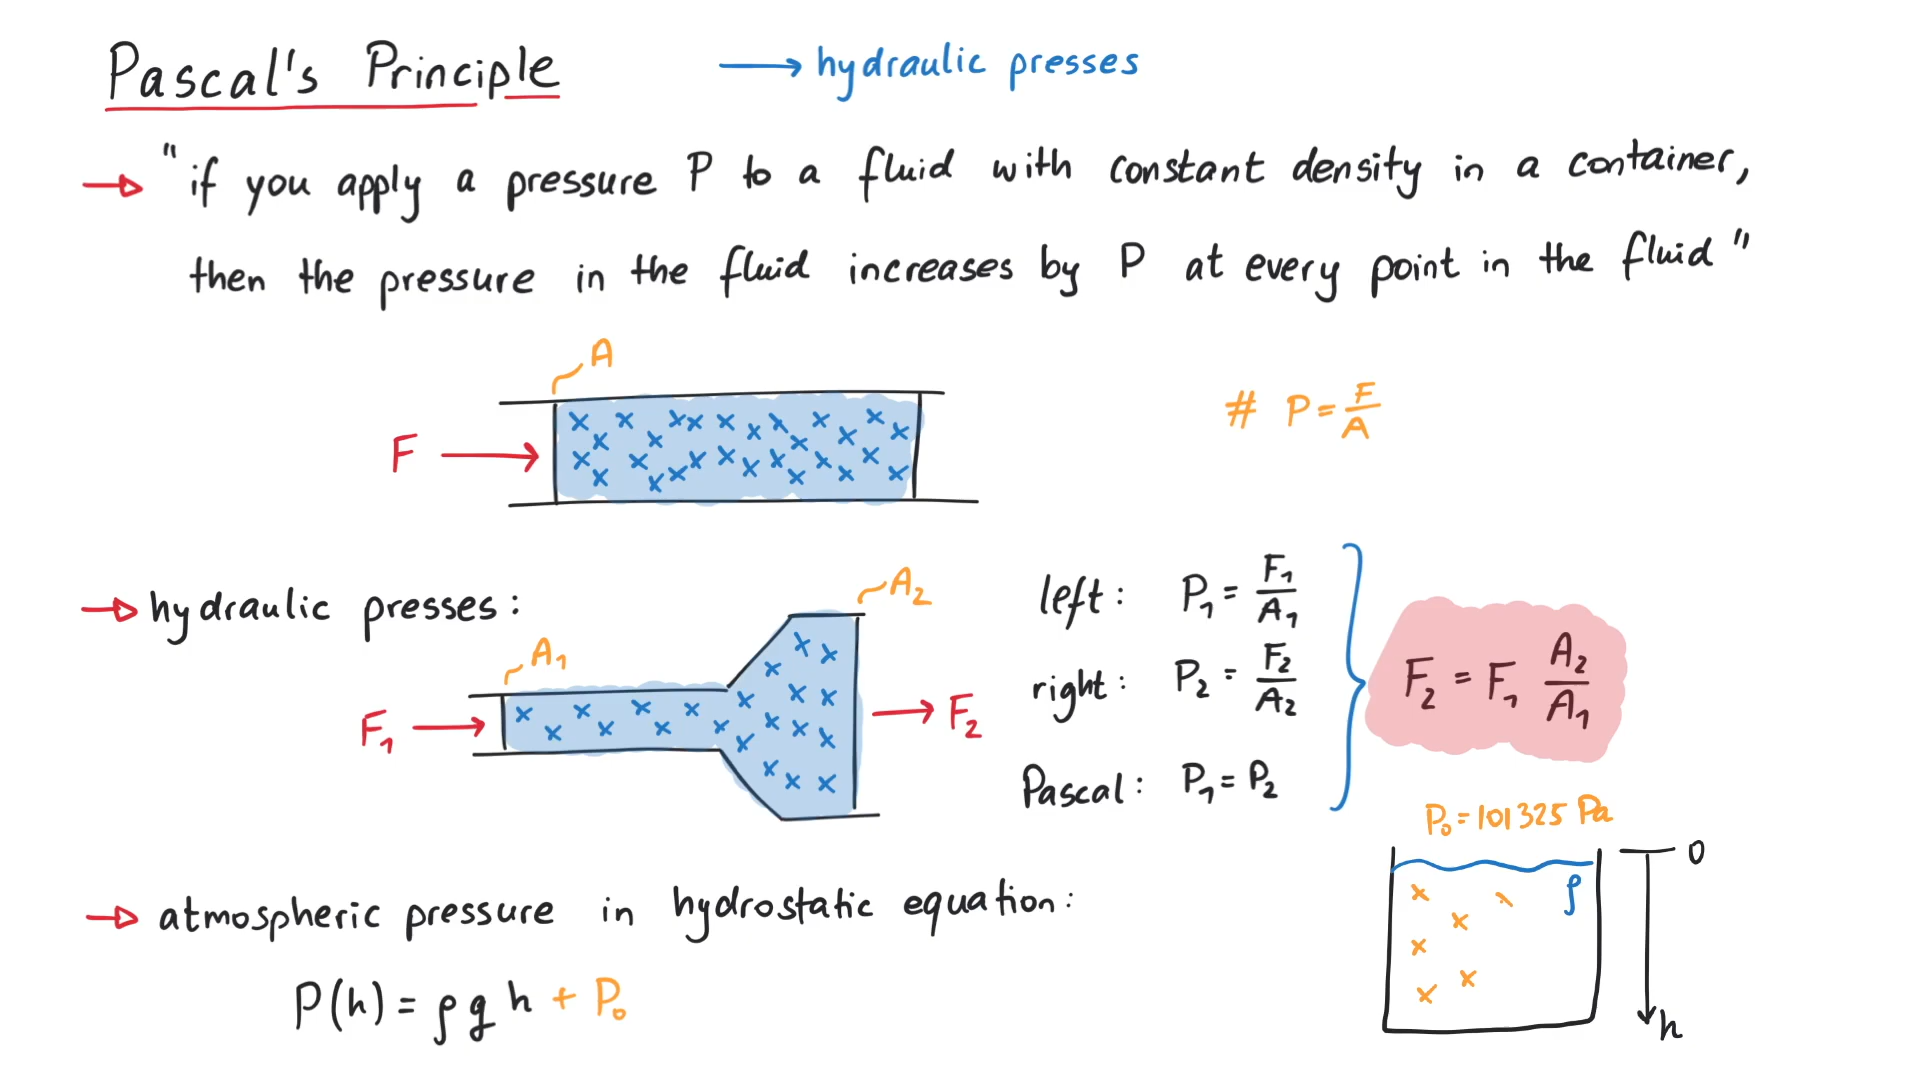 Pascal's Principle → hydraulic presses
→ "if you apply a pressure P to a fluid with constant density in a container,
then the pressure in the fluid increases by P at every point in the fluid"
A
F
# P = F/A
→ hydraulic presses:
A₁
A₂
F₁
F₂
left: P₁ = F₁/A₁
right: P₂ = F₂/A₂
Pascal: P₁ = P₂
F₂ = F₁ A₂/A₁
P₀ = 101325 Pa
0
ρ
h
→ atmospheric pressure in hydrostatic equation:
P(h) = ρ g h + P₀